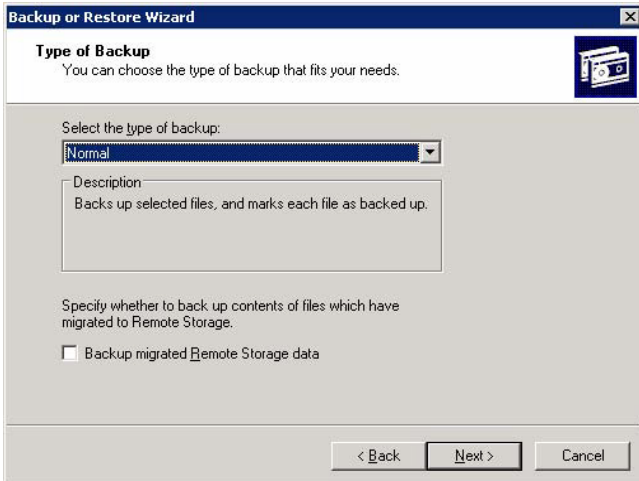 Backup or Restore Wizard
Type of Backup
You can choose the type of backup that fits your needs.
Select the type of backup:
Normal
Description
Backs up selected files, and marks each file as backed up.
Specify whether to back up contents of files which have
migrated to Remote Storage.
Backup migrated Remote Storage data
< Back Next > Cancel